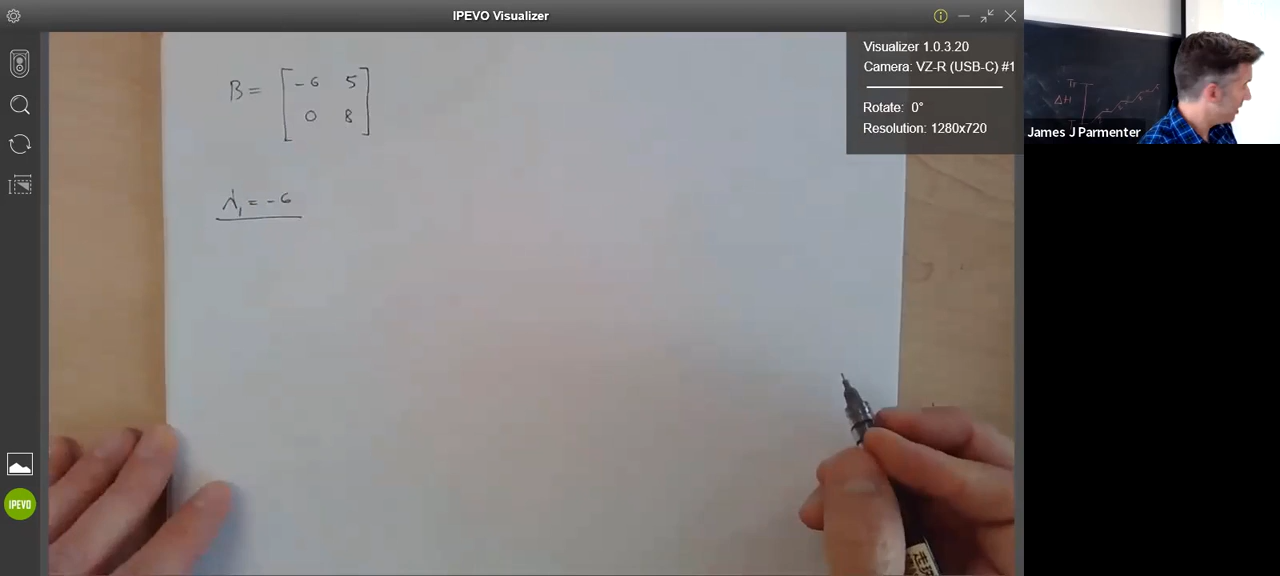 IPEVO Visualizer
Visualizer 1.0.3.20
Camera: VZ-R (USB-C) #1
Rotate: 0°
Resolution: 1280x720
James J Parmenter
ΔH
B = [ -6 5
0 8 ]
λ₁ = -6
IPEVO